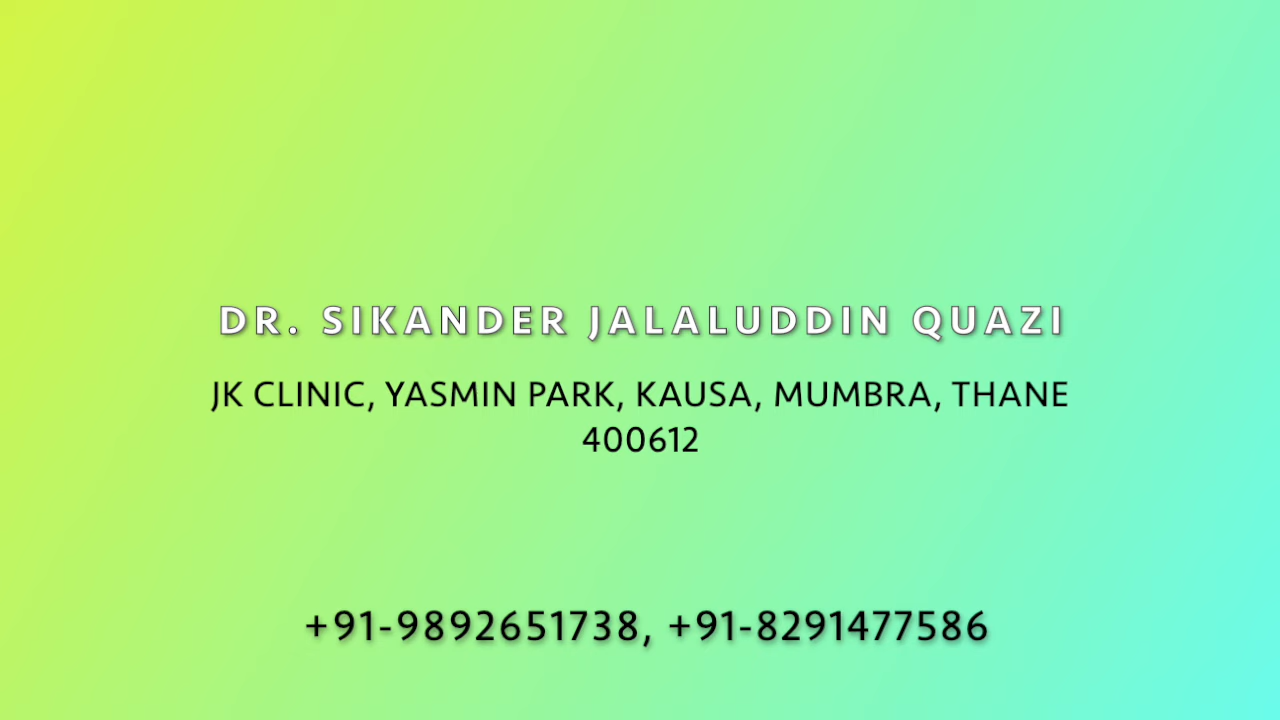 DR. SIKANDER JALALUDDIN QUAZI
JK CLINIC, YASMIN PARK, KAUSA, MUMBRA, THANE
400612
+91-9892651738, +91-8291477586